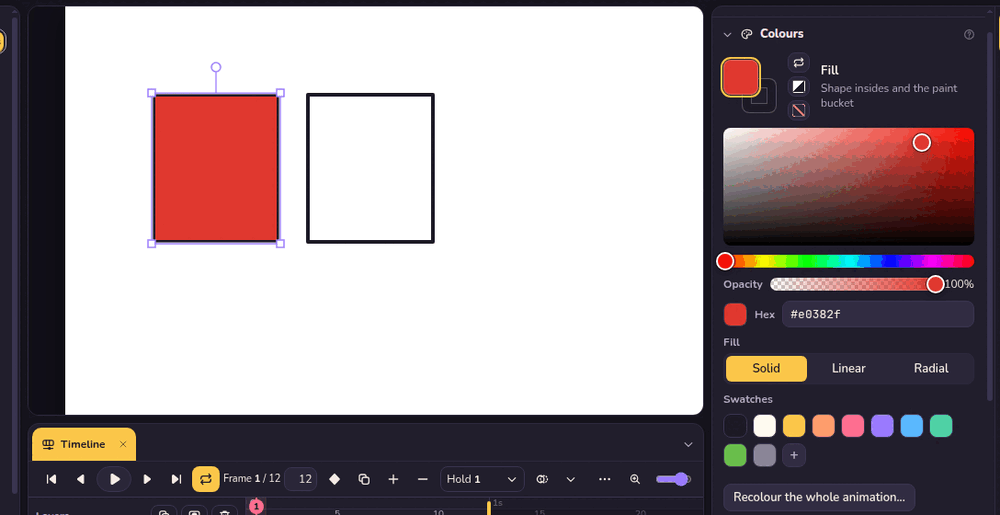 Colours
Fill
Shape insides and the paint
bucket
Opacity
100%
Hex
#e0382f
Fill
Solid
Linear
Radial
Swatches
Recolour the whole animation...
Timeline
Frame 1 / 12
12
Hold 1
Layers
1
5
10
1s
15
20